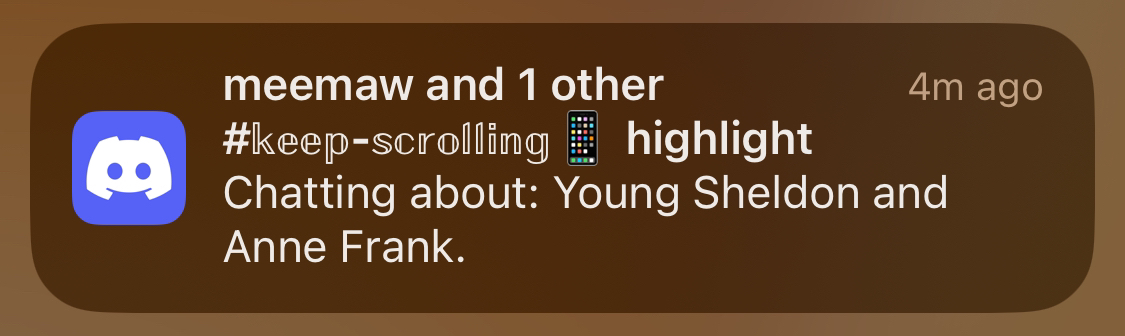 meemaw and 1 other
4m ago
#𝕜𝕖𝕖𝕡-𝕤𝕔𝕣𝕠𝕝𝕝𝕚𝕟𝕘📱 highlight
Chatting about: Young Sheldon and
Anne Frank.